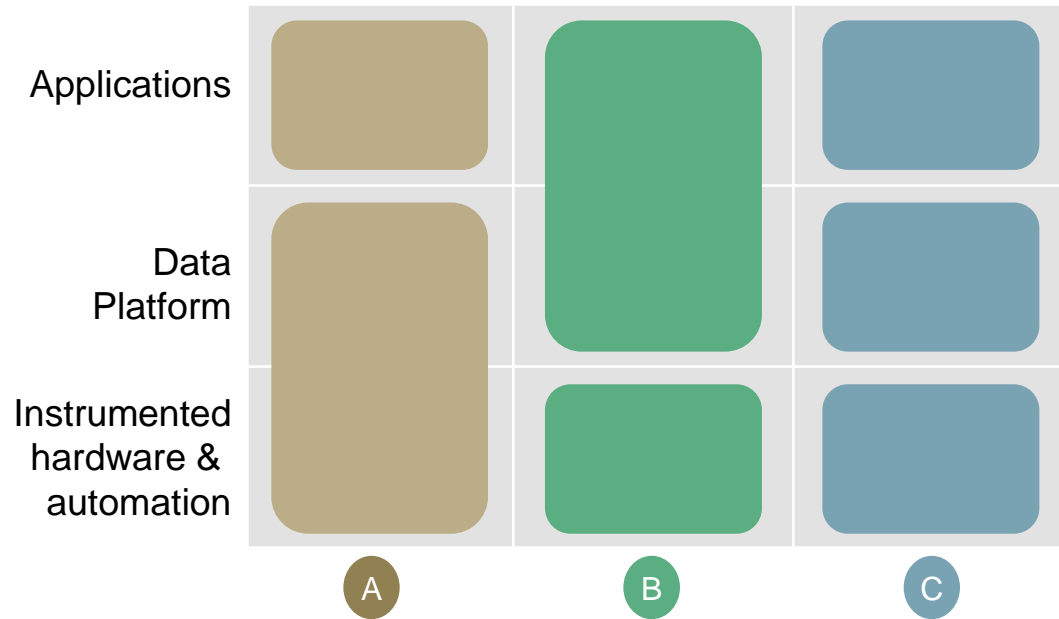 Applications
Data
Platform
Instrumented
hardware &
automation
A
B
C